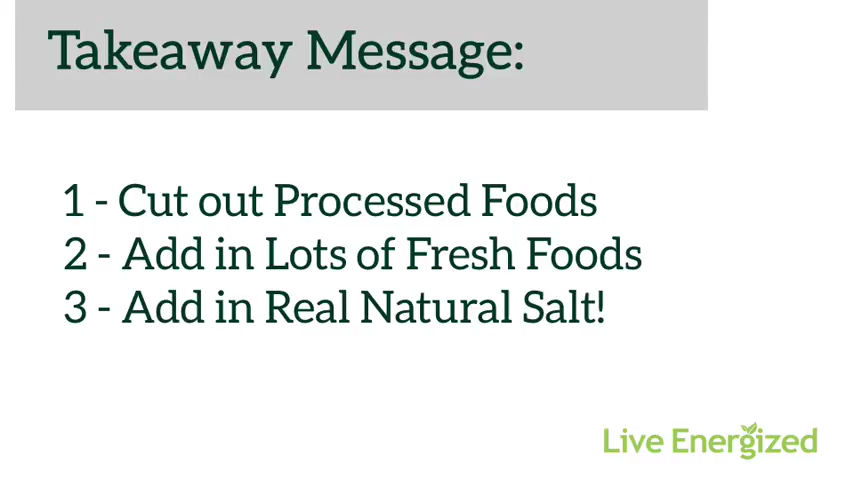 Takeaway Message:
1 - Cut out Processed Foods
2 - Add in Lots of Fresh Foods
3 - Add in Real Natural Salt!
Live Energized